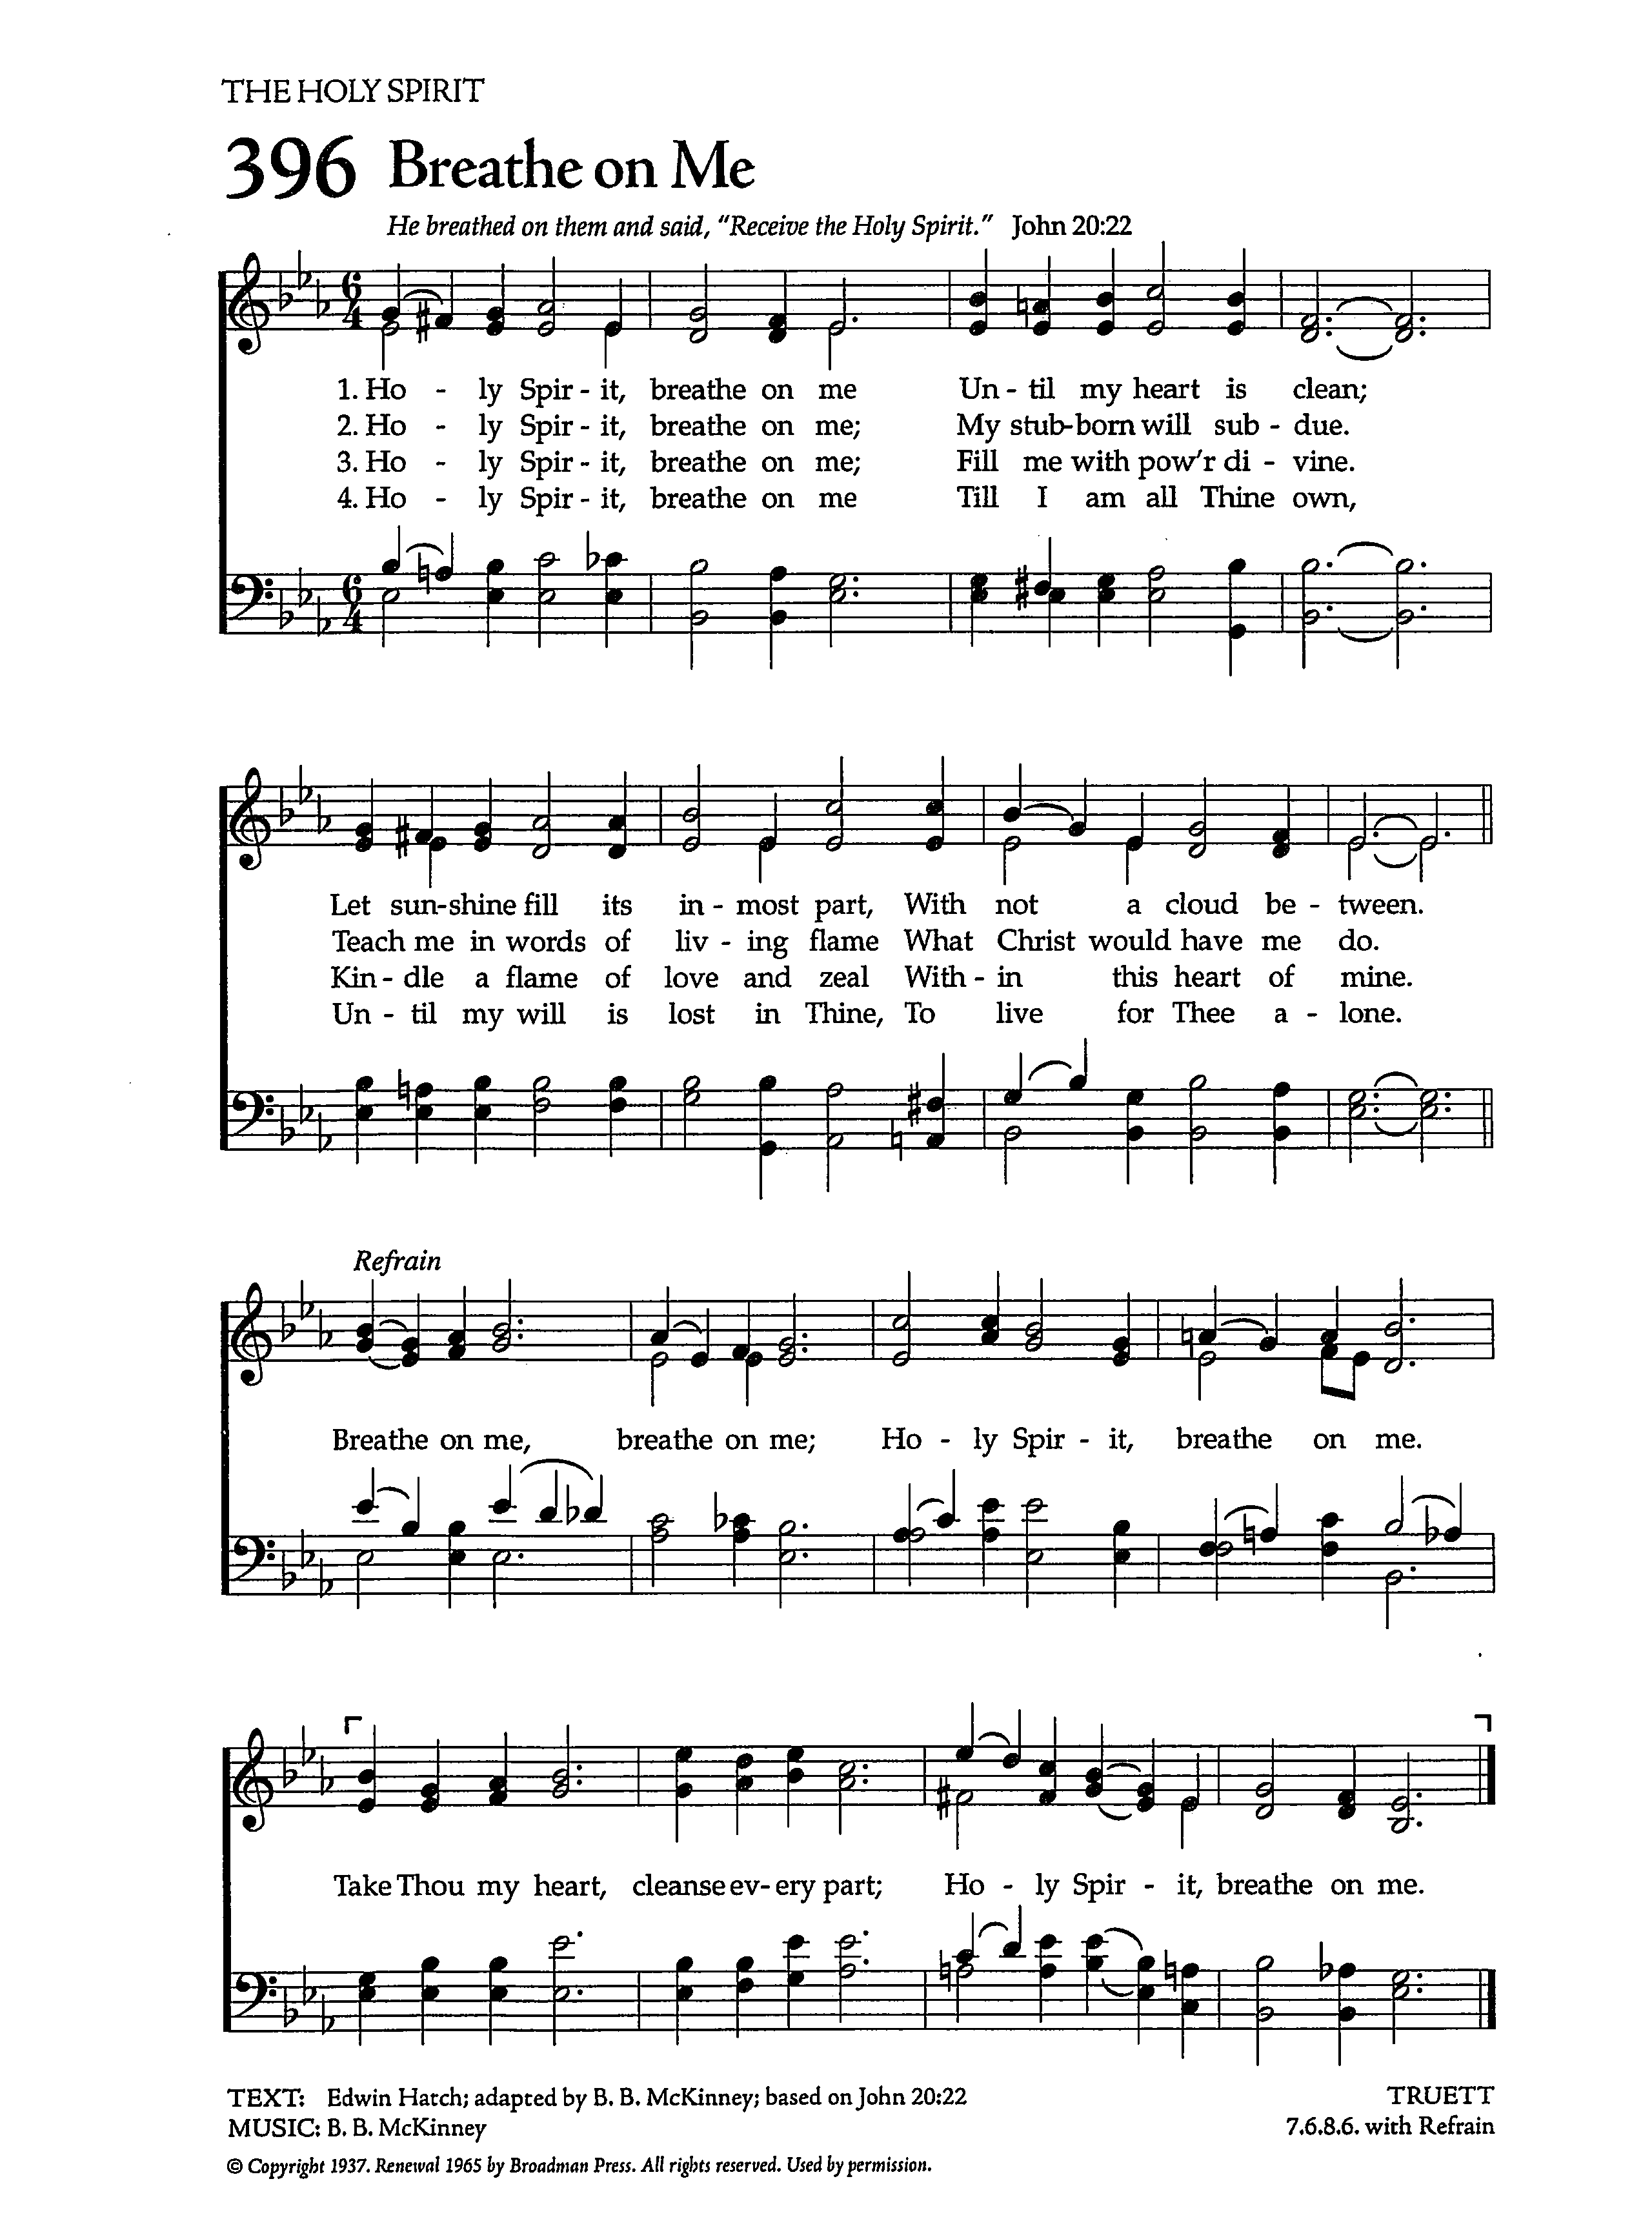 THE HOLY SPIRIT
396 Breathe on Me
He breathed on them and said, “Receive the Holy Spirit.” John 20:22
6
4
1. Ho - ly Spir - it, breathe on me Un - til my heart is clean;
2. Ho - ly Spir - it, breathe on me; My stub-born will sub - due.
3. Ho - ly Spir - it, breathe on me; Fill me with pow’r di - vine.
4. Ho - ly Spir - it, breathe on me Till I am all Thine own,
6
4
Let sun-shine fill its in - most part, With not a cloud be - tween.
Teach me in words of liv - ing flame What Christ would have me do.
Kin - dle a flame of love and zeal With - in this heart of mine.
Un - til my will is lost in Thine, To live for Thee a - lone.
Refrain
Breathe on me, breathe on me; Ho - ly Spir - it, breathe on me.
Take Thou my heart, cleanse ev - ery part; Ho - ly Spir - it, breathe on me.
TEXT: Edwin Hatch; adapted by B. B. McKinney; based on John 20:22 TRUETT
MUSIC: B. B. McKinney 7.6.8.6. with Refrain
© Copyright 1937. Renewal 1965 by Broadman Press. All rights reserved. Used by permission.